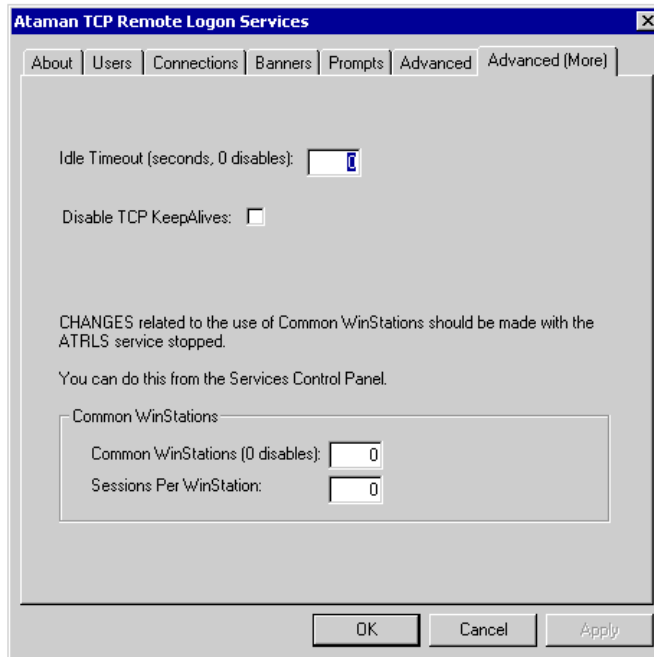 Ataman TCP Remote Logon Services
About Users Connections Banners Prompts Advanced Advanced (More)
Idle Timeout (seconds, 0 disables): 0
Disable TCP KeepAlives:
CHANGES related to the use of Common WinStations should be made with the
ATRLS service stopped.
You can do this from the Services Control Panel.
Common WinStations
Common WinStations (0 disables): 0
Sessions Per WinStation: 0
OK Cancel Apply